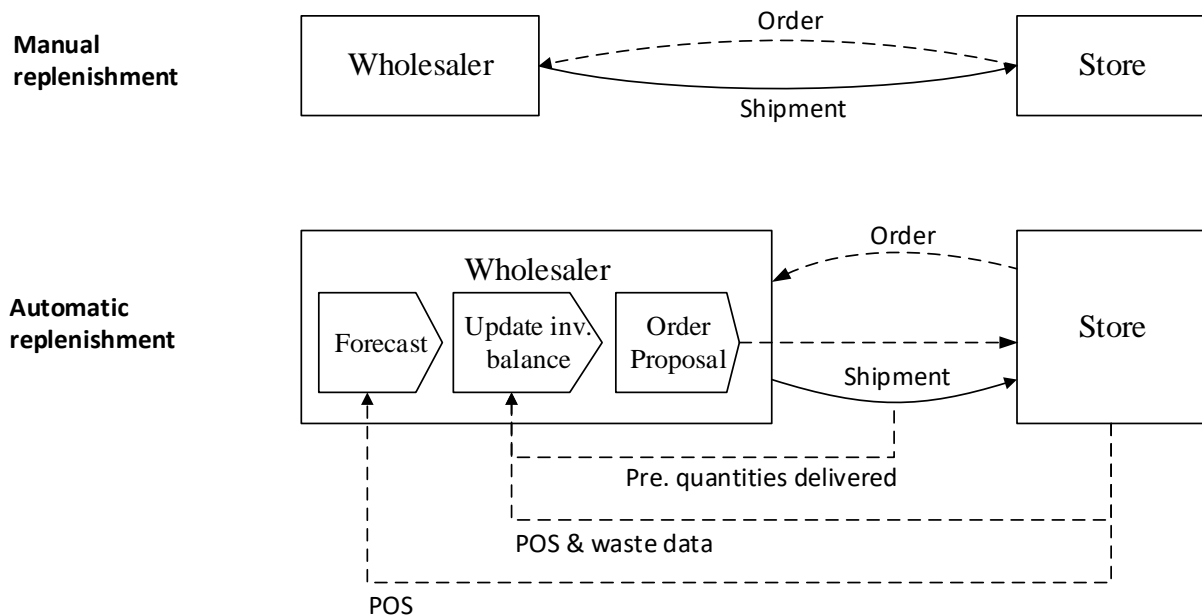 Manual
replenishment
Wholesaler
Order
Shipment
Store
Automatic
replenishment
Wholesaler
Forecast
Update inv.
balance
Order
Proposal
Order
Shipment
Store
Pre. quantities delivered
POS & waste data
POS